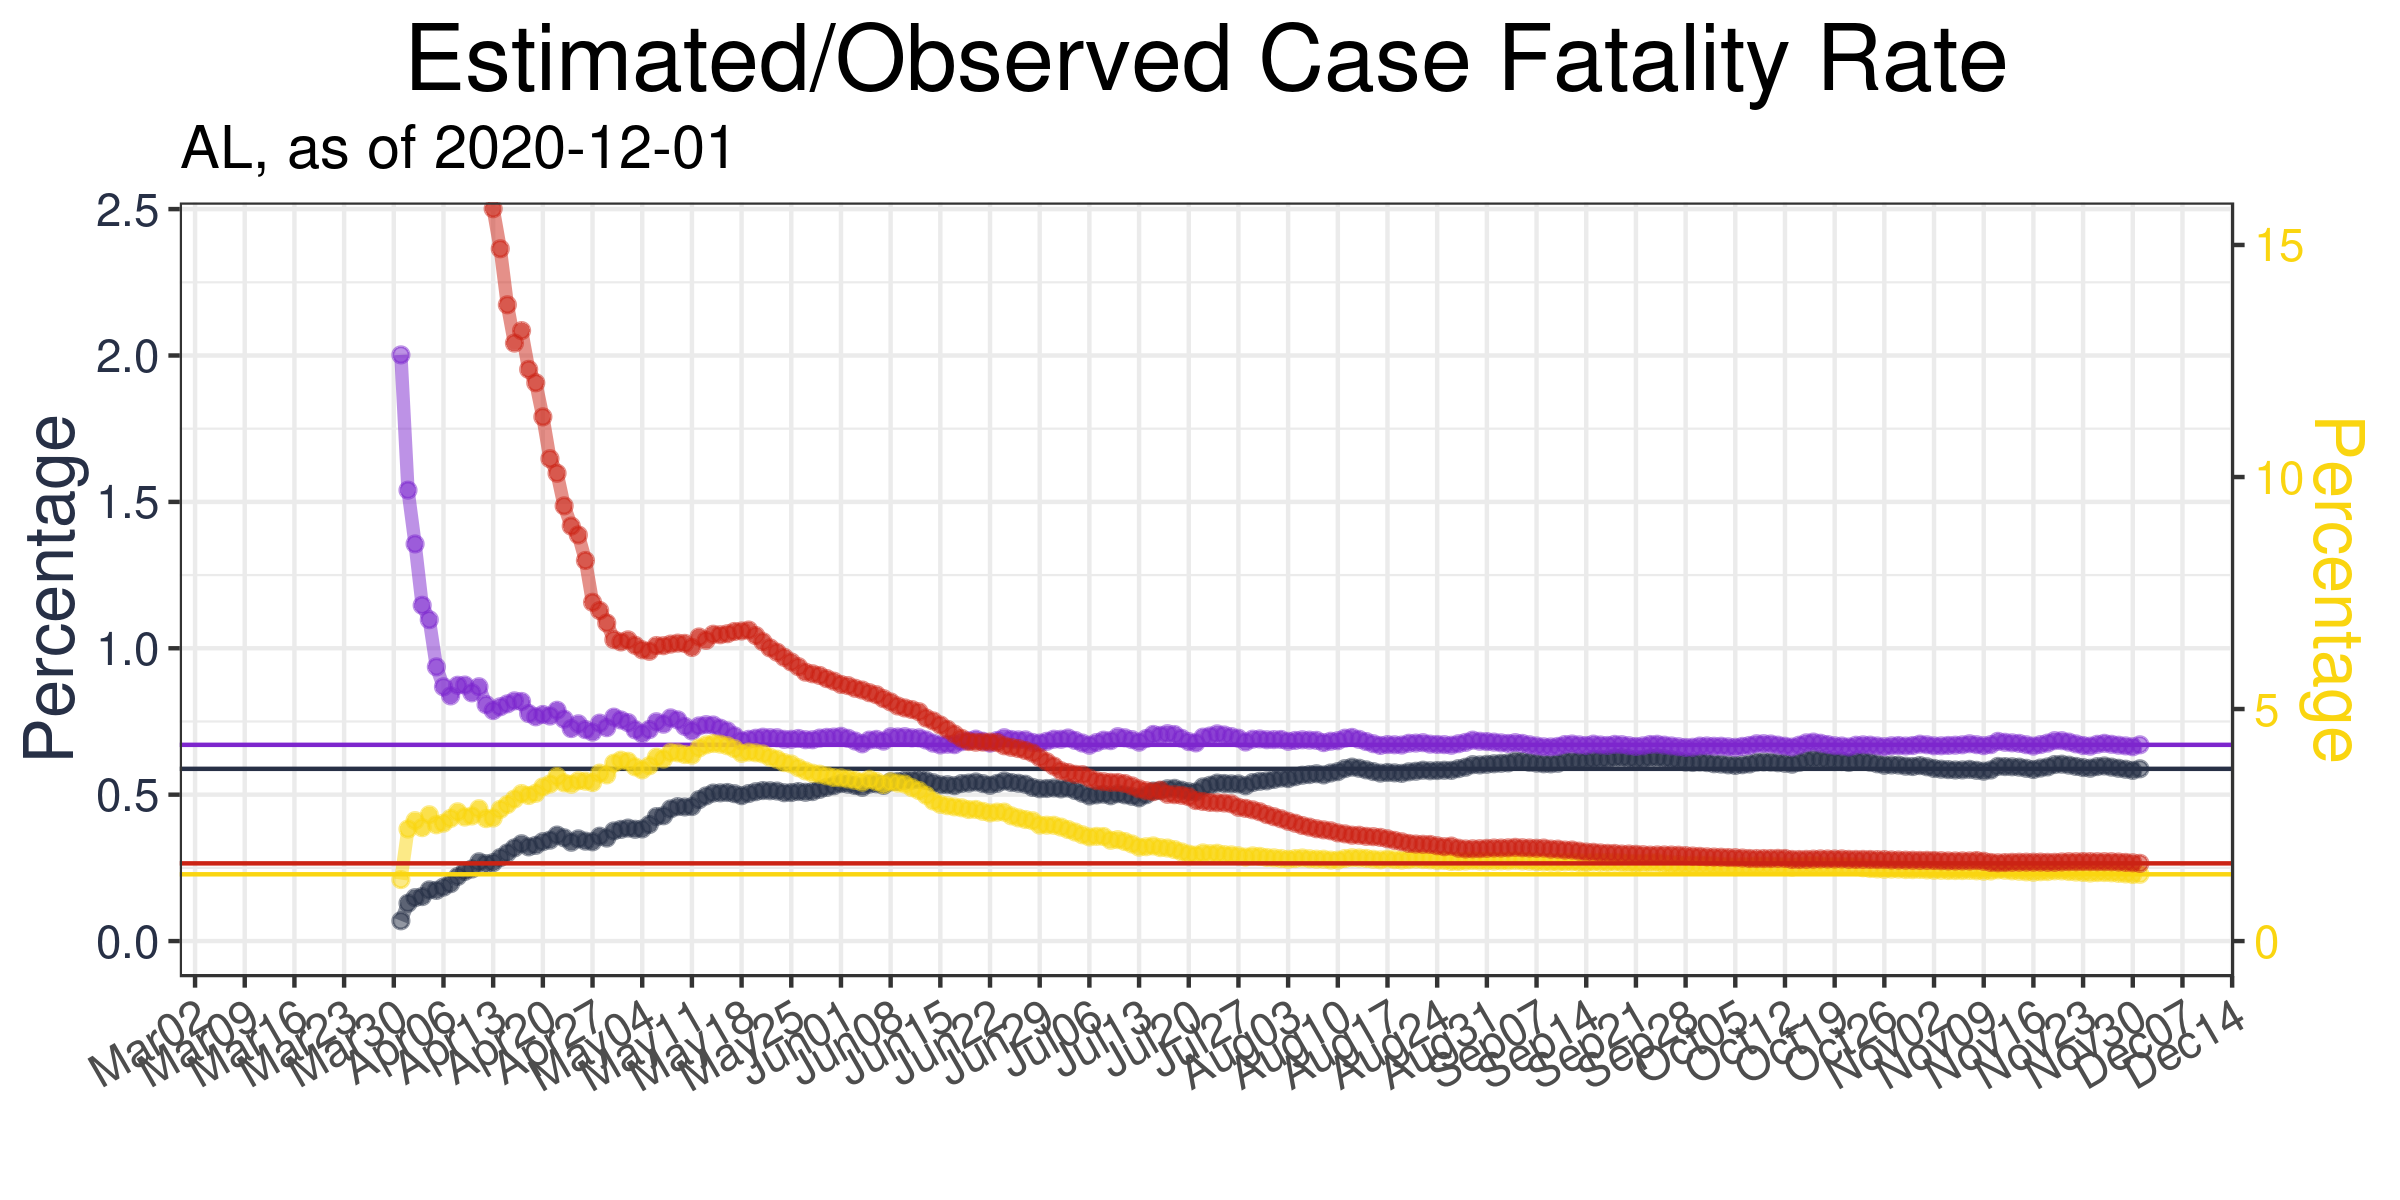 Estimated/Observed Case Fatality Rate
AL, as of 2020-12-01
Percentage
2.5
2.0
1.5
1.0
0.5
0.0
15
10
5
0
Percentage
Mar02
Mar09
Mar16
Mar23
Mar30
Apr06
Apr13
Apr20
Apr27
May04
May11
May18
May25
Jun01
Jun08
Jun15
Jun22
Jun29
Jul06
Jul13
Jul20
Jul27
Aug03
Aug10
Aug17
Aug24
Aug31
Sep07
Sep14
Sep21
Sep28
Oct05
Oct12
Oct19
Oct26
Nov02
Nov09
Nov16
Nov23
Nov30
Dec07
Dec14